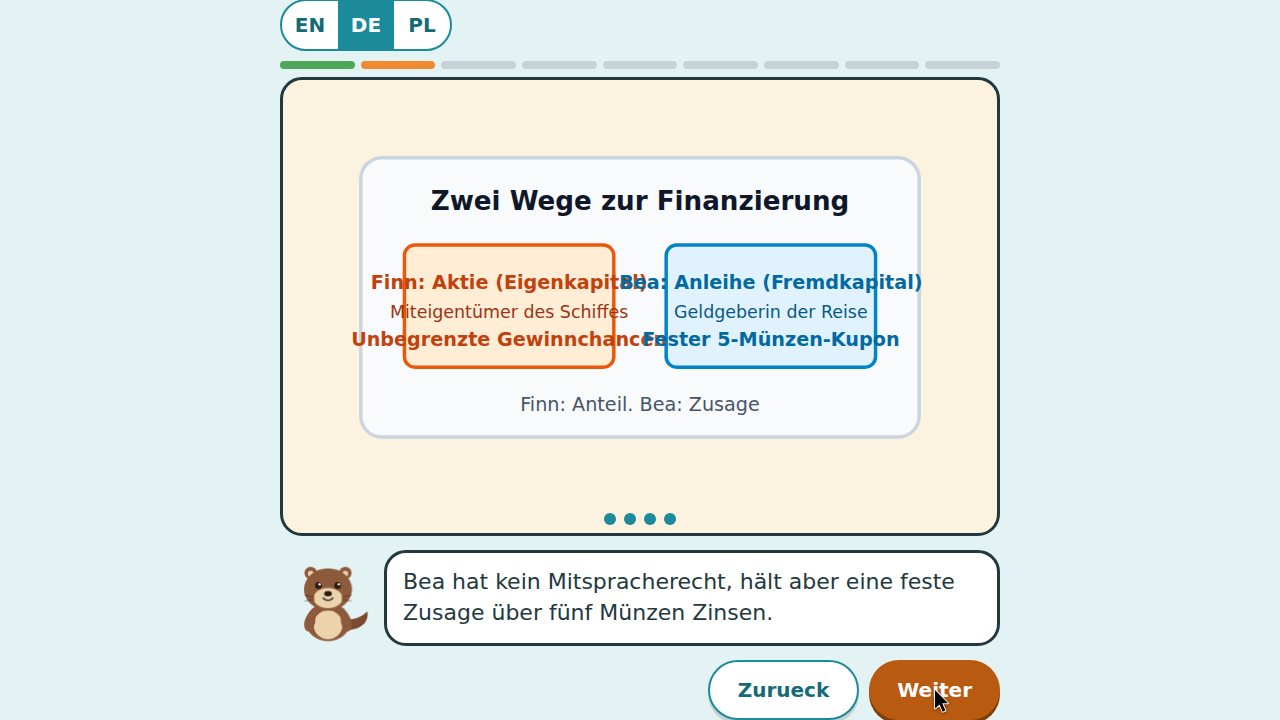 EN DE PL
Zwei Wege zur Finanzierung
Finn: Aktie (Eigenkapital)
Miteigentümer des Schiffes
Unbegrenzte Gewinnchancen
Bea: Anleihe (Fremdkapital)
Geldgeberin der Reise
Fester 5-Münzen-Kupon
Finn: Anteil. Bea: Zusage
Bea hat kein Mitspracherecht, hält aber eine feste
Zusage über fünf Münzen Zinsen.
Zurueck
Weiter